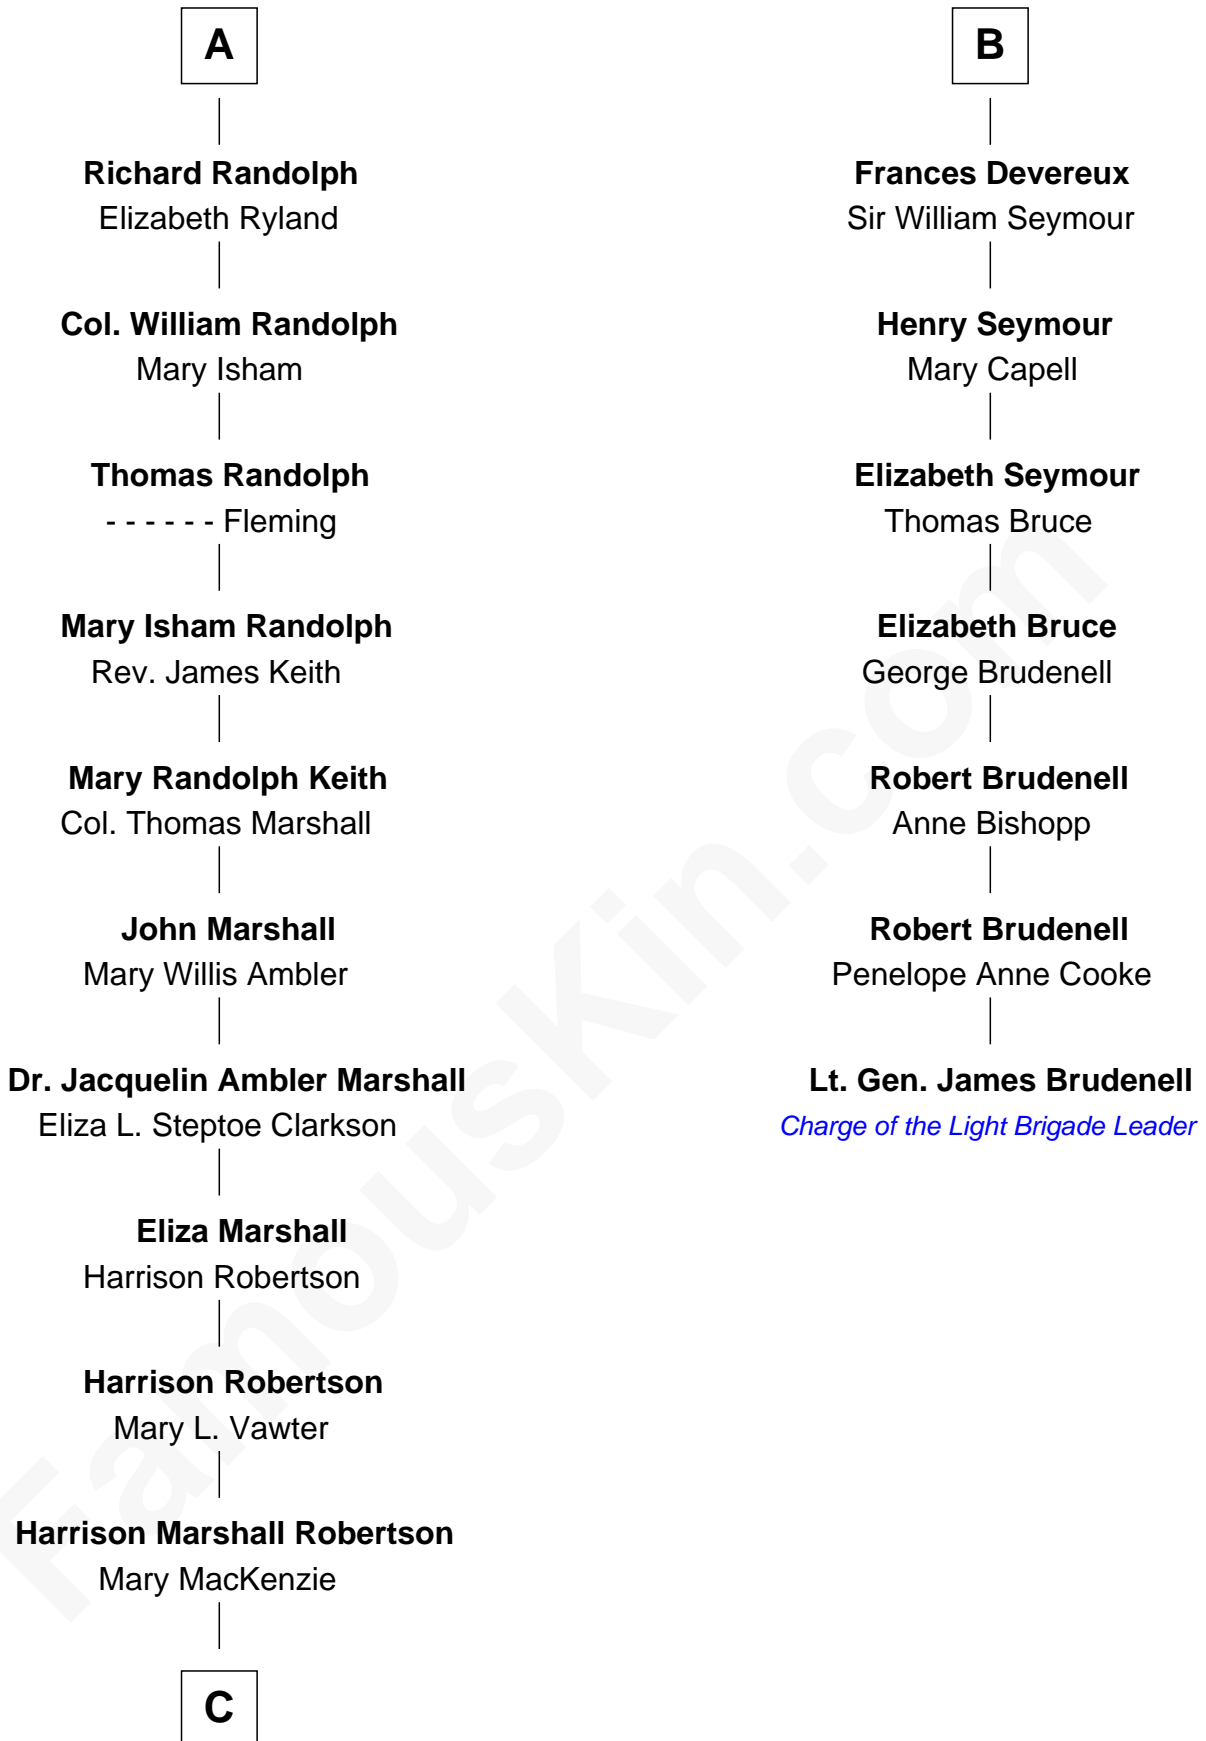 A
Richard Randolph
Elizabeth Ryland
Col. William Randolph
Mary Isham
Thomas Randolph
- - - - - - Fleming
Mary Isham Randolph
Rev. James Keith
Mary Randolph Keith
Col. Thomas Marshall
John Marshall
Mary Willis Ambler
Dr. Jacquelin Ambler Marshall
Eliza L. Steptoe Clarkson
Eliza Marshall
Harrison Robertson
Harrison Robertson
Mary L. Vawter
Harrison Marshall Robertson
Mary MacKenzie
C
B
Frances Devereux
Sir William Seymour
Henry Seymour
Mary Capell
Elizabeth Seymour
Thomas Bruce
Elizabeth Bruce
George Brudenell
Robert Brudenell
Anne Bishopp
Robert Brudenell
Penelope Anne Cooke
Lt. Gen. James Brudenell
Charge of the Light Brigade Leader
FamousKin.com